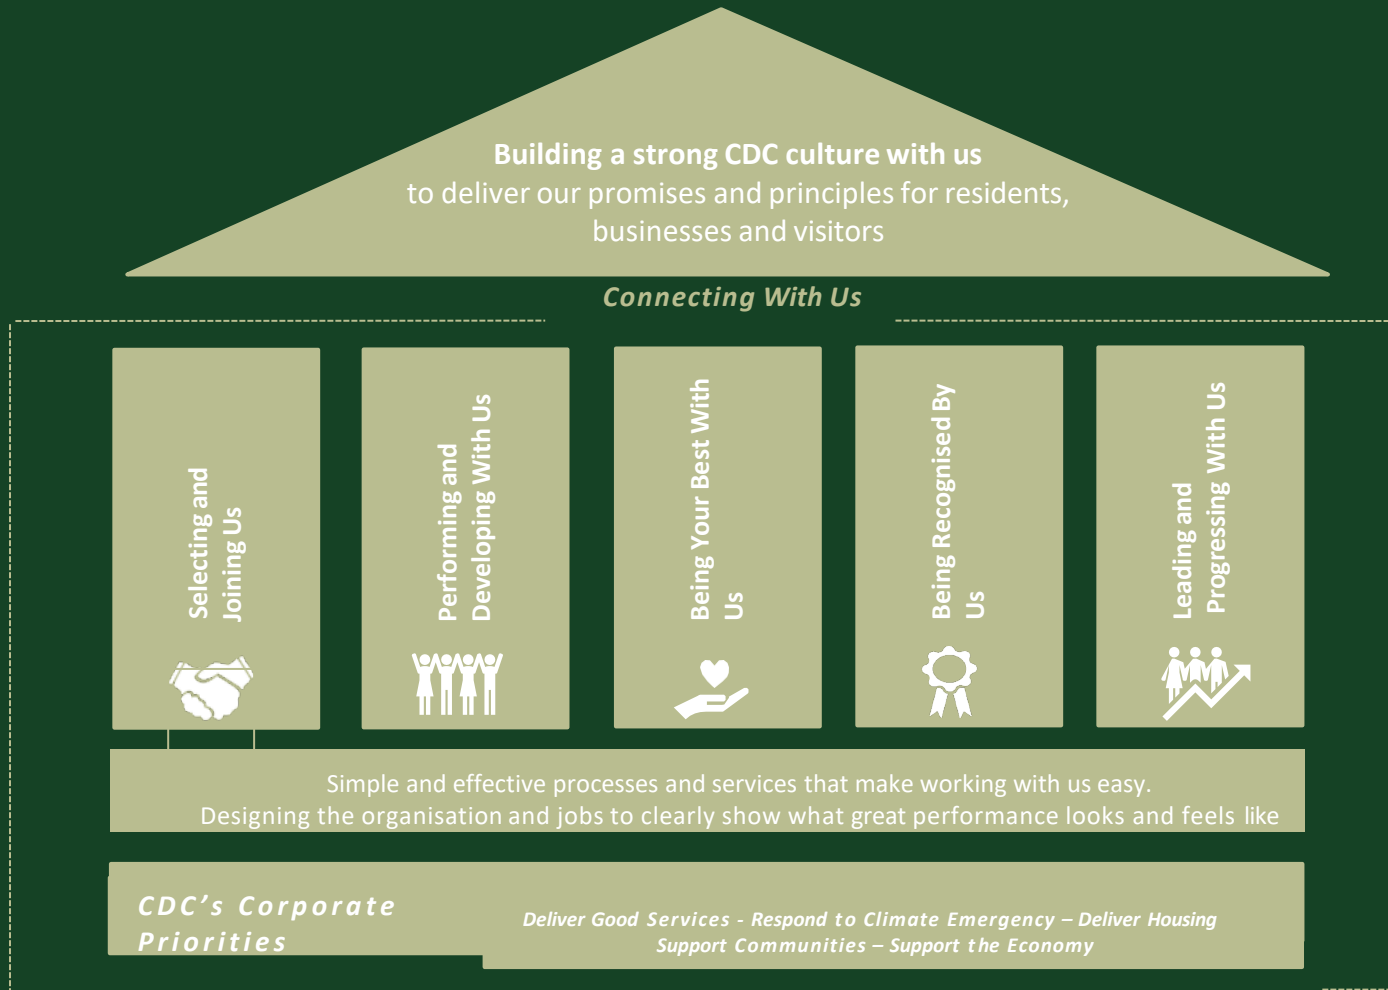 Building a strong CDC culture with us
to deliver our promises and principles for residents,
businesses and visitors
Connecting With Us
Selecting and
Joining Us
Performing and
Developing With Us
Being Your Best With
Us
Being Recognised By
Us
Leading and
Progressing With Us
Simple and effective processes and services that make working with us easy.
Designing the organisation and jobs to clearly show what great performance looks and feels like
CDC’s Corporate
Priorities
Deliver Good Services - Respond to Climate Emergency – Deliver Housing
Support Communities – Support the Economy